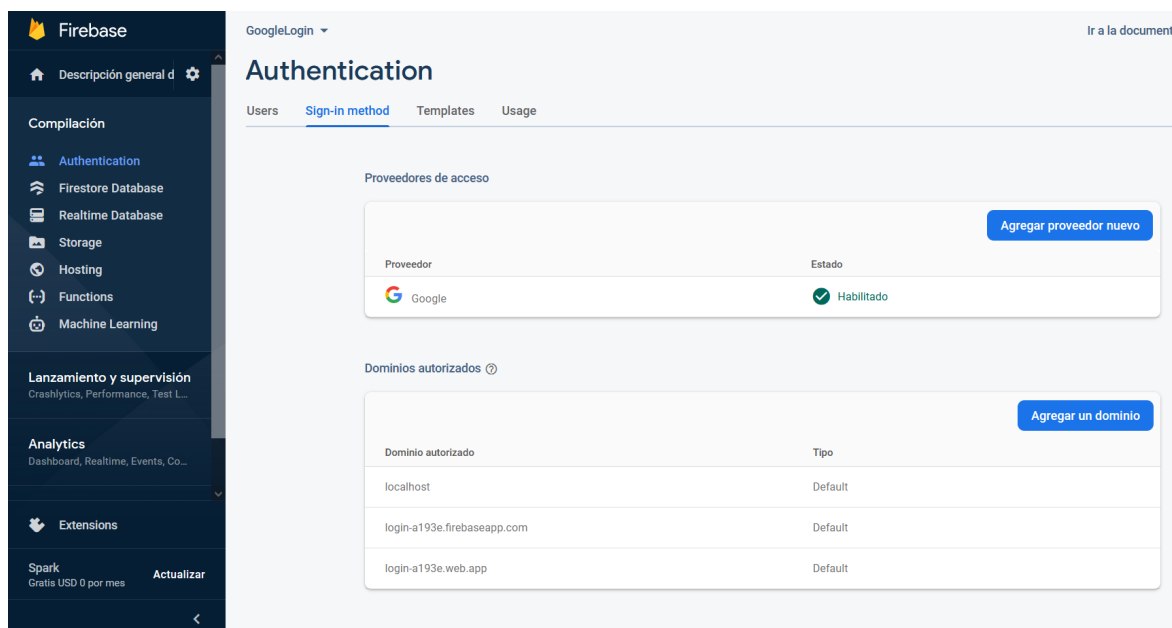 Firebase
Descripción general d
Compilación
Authentication
Firestore Database
Realtime Database
Storage
Hosting
Functions
Machine Learning
Lanzamiento y supervisión
Crashlytics, Performance, Test L...
Analytics
Dashboard, Realtime, Events, Co...
Extensions
Spark
Gratis USD 0 por mes
Actualizar
GoogleLogin
Ir a la document
Authentication
Users Sign-in method Templates Usage
Proveedores de acceso
Agregar proveedor nuevo
Proveedor Estado
Google Habilitado
Dominios autorizados
Agregar un dominio
Dominio autorizado Tipo
localhost Default
login-a193e.firebaseapp.com Default
login-a193e.web.app Default